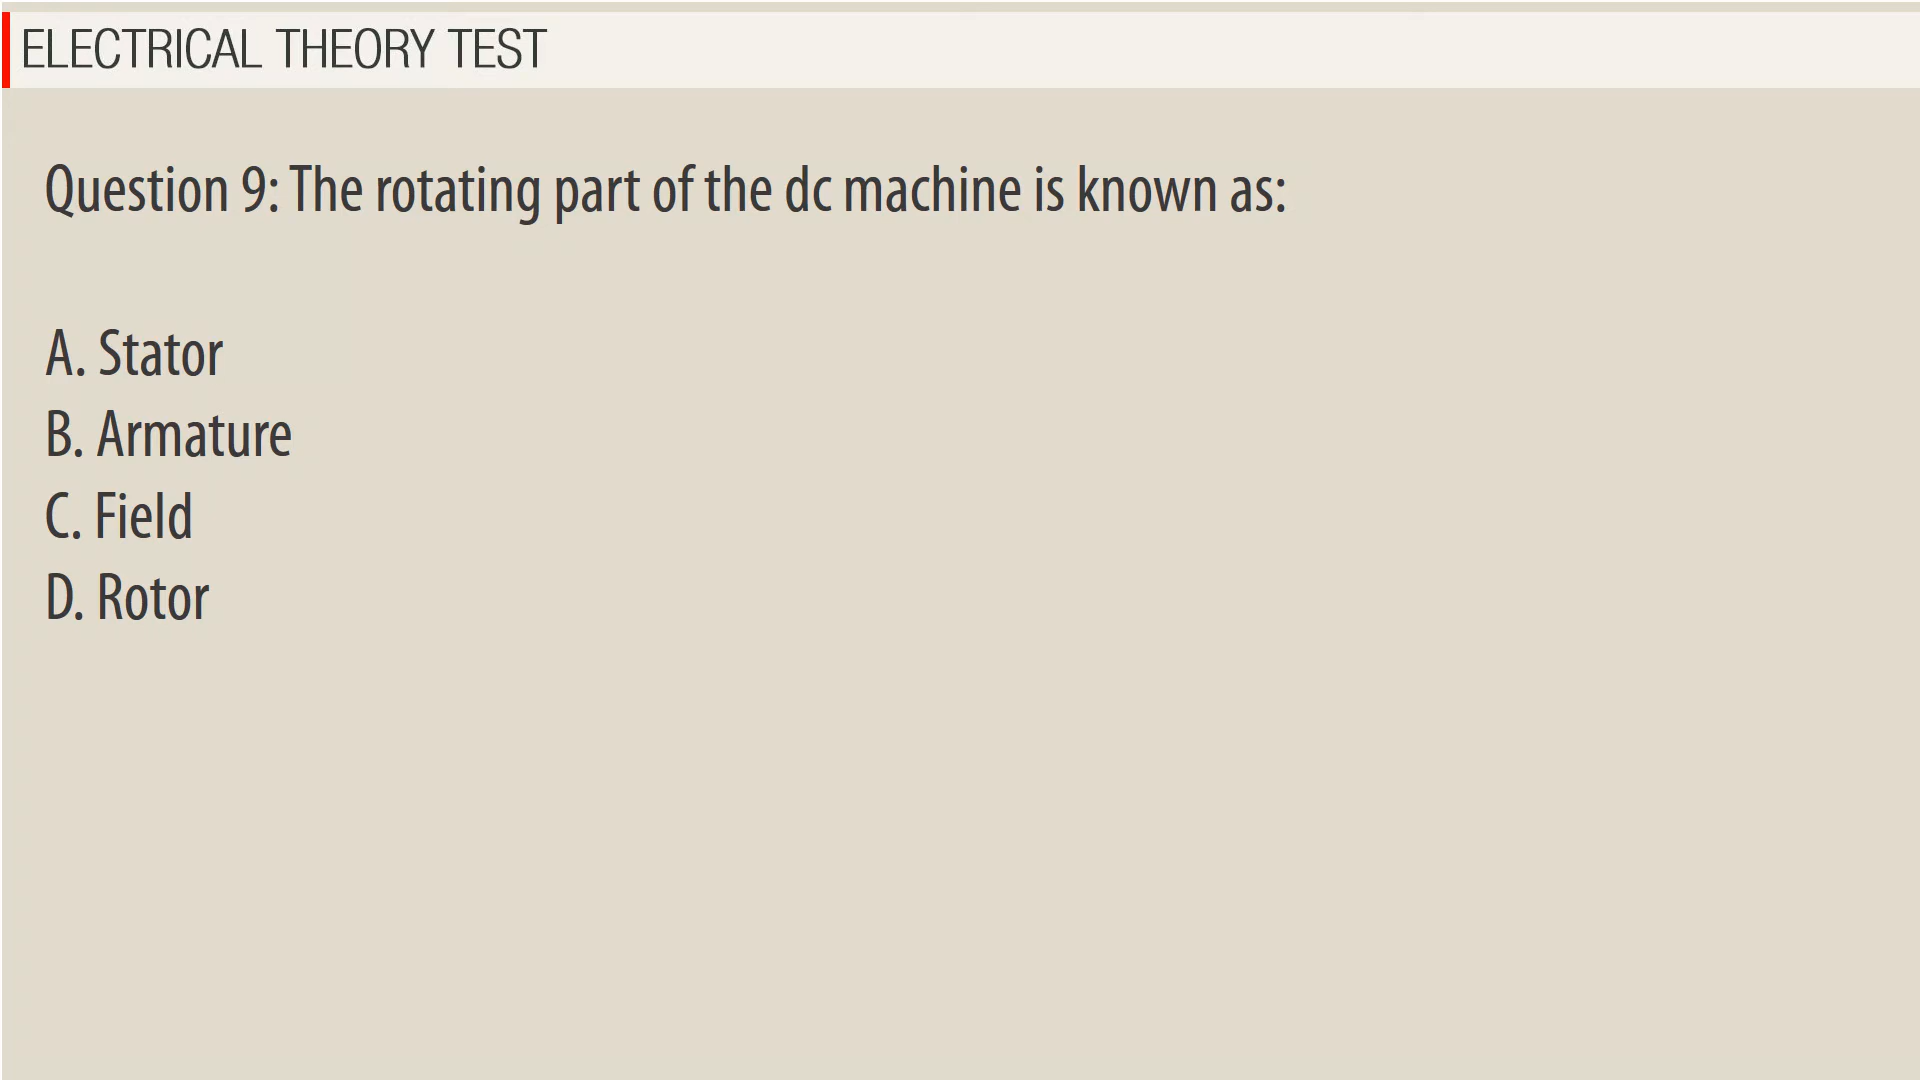 ELECTRICAL THEORY TEST
Question 9: The rotating part of the dc machine is known as:
A. Stator
B. Armature
C. Field
D. Rotor